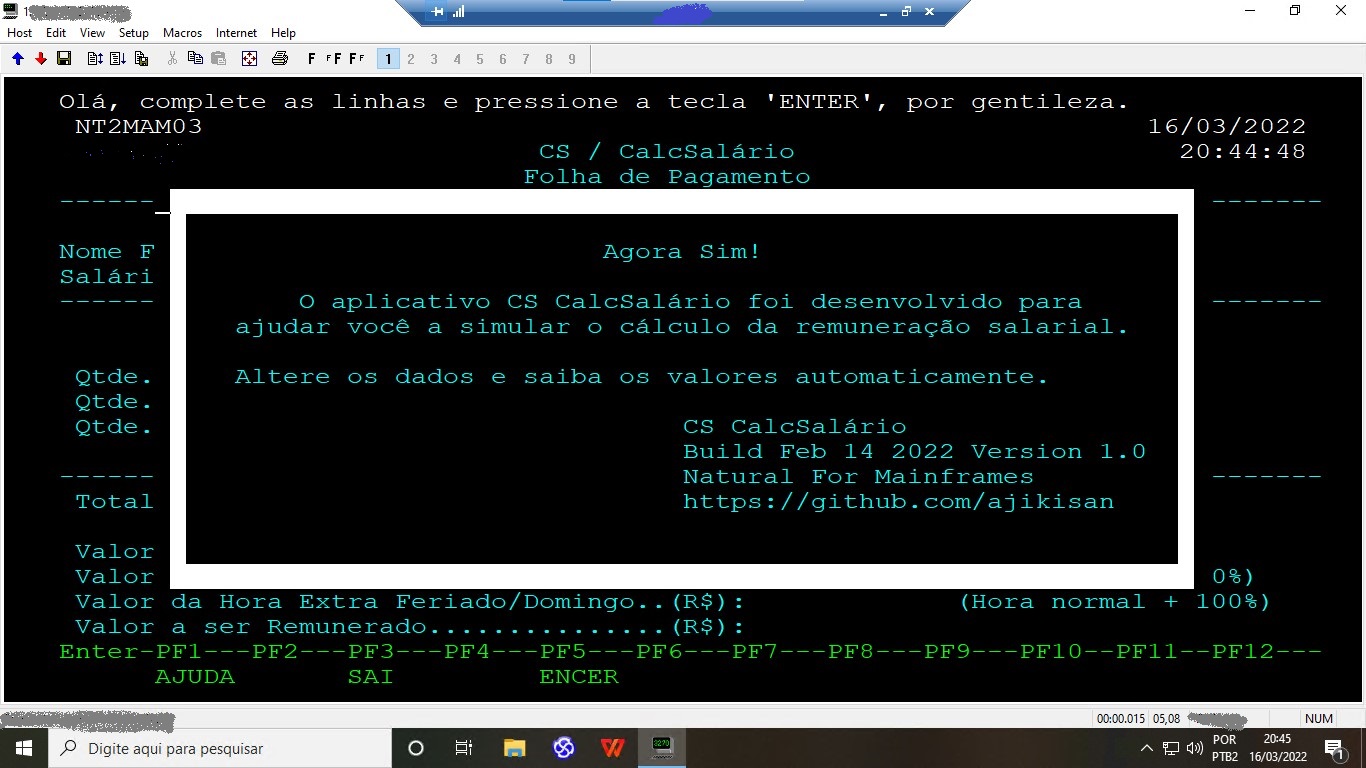 Host Edit View Setup Macros Internet Help
F FF FF 1 2 3 4 5 6 7 8 9
Olá, complete as linhas e pressione a tecla 'ENTER', por gentileza.
NT2MAM03 16/03/2022
CS / CalcSalário 20:44:48
Folha de Pagamento
------ -------
Nome F Agora Sim!
Salári
------ O aplicativo CS CalcSalário foi desenvolvido para -------
ajudar você a simular o cálculo da remuneração salarial.
Qtde. Altere os dados e saiba os valores automaticamente.
Qtde.
Qtde. CS CalcSalário
Build Feb 14 2022 Version 1.0
------ Natural For Mainframes -------
Total https://github.com/ajikisan
Valor
Valor 0%)
Valor da Hora Extra Feriado/Domingo..(R$): (Hora normal + 100%)
Valor a ser Remunerado...............(R$):
Enter-PF1---PF2---PF3---PF4---PF5---PF6---PF7---PF8---PF9---PF10--PF11--PF12---
AJUDA SAI ENCER
00:00.015 05,08 NUM
Digite aqui para pesquisar 3270 POR 20:45
PTB2 16/03/2022 1